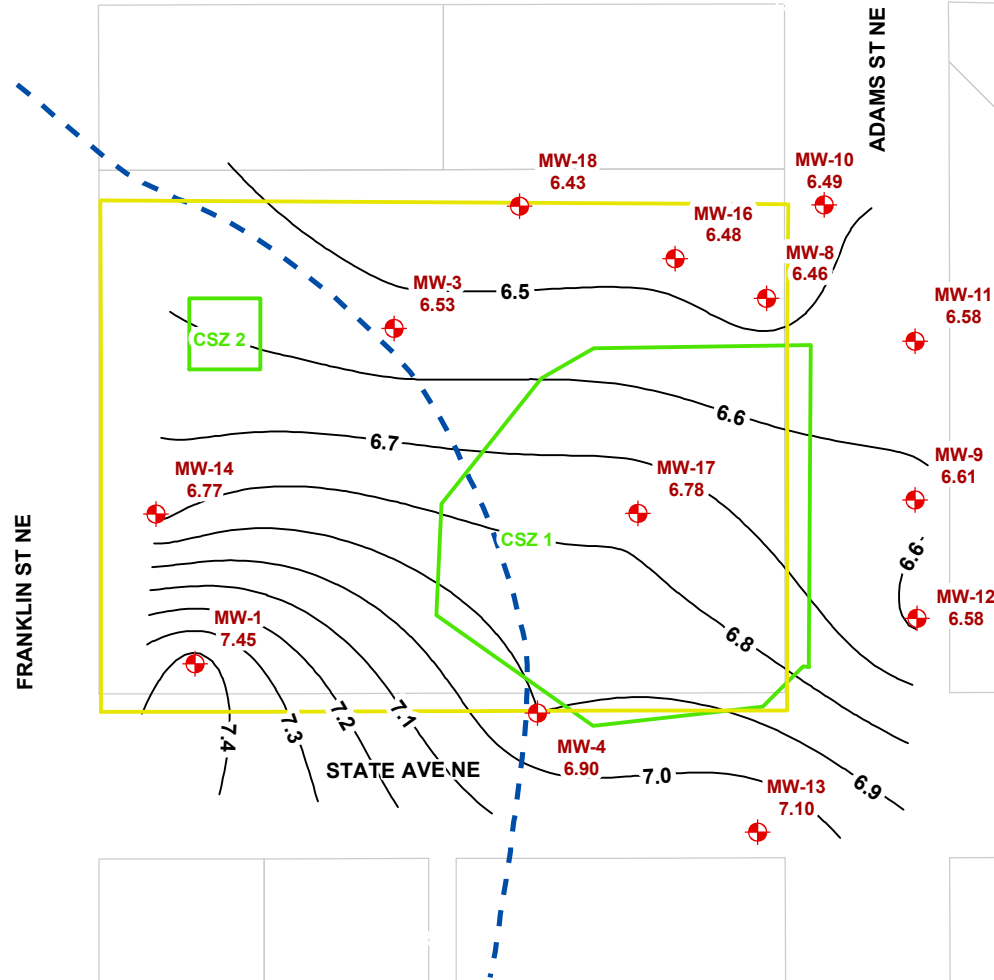 ADAMS ST NE
MW-18
6.43
MW-10
6.49
MW-16
6.48
MW-8
6.46
MW-3
6.53
6.5
MW-11
6.58
CSZ 2
6.6
6.7
MW-14
6.77
MW-17
6.78
MW-9
6.61
CSZ 1
6.6
FRANKLIN ST NE
MW-12
6.58
MW-1
7.45
6.8
7.4
7.3
7.2
7.1
STATE AVE NE
MW-4
6.90
7.0
6.9
MW-13
7.10